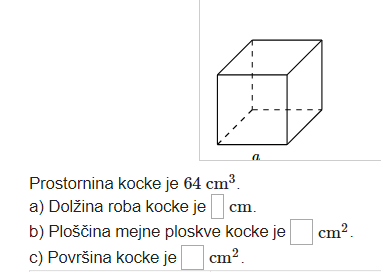 a
Prostornina kocke je 64 cm³.
a) Dolžina roba kocke je cm.
b) Ploščina mejne ploskve kocke je cm².
c) Površina kocke je cm².